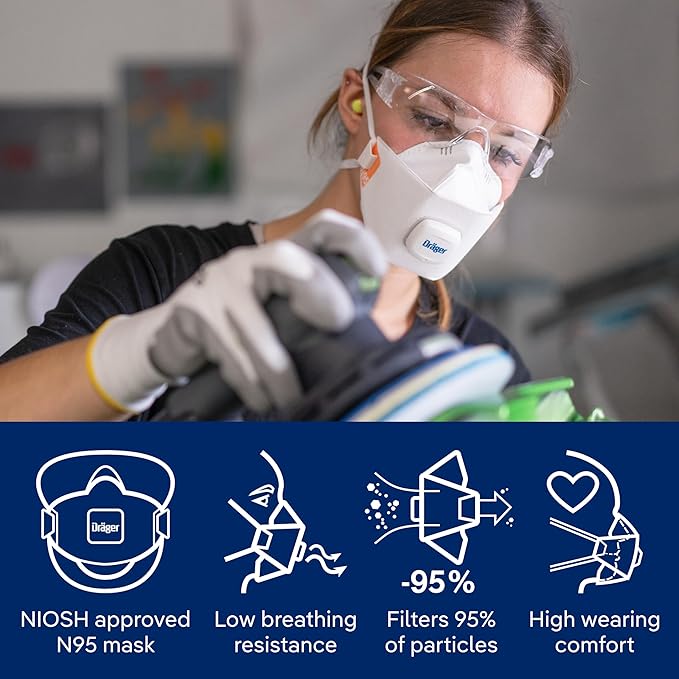 Dräger
Dräger
-95%
NIOSH approved
N95 mask
Low breathing
resistance
Filters 95%
of particles
High wearing
comfort